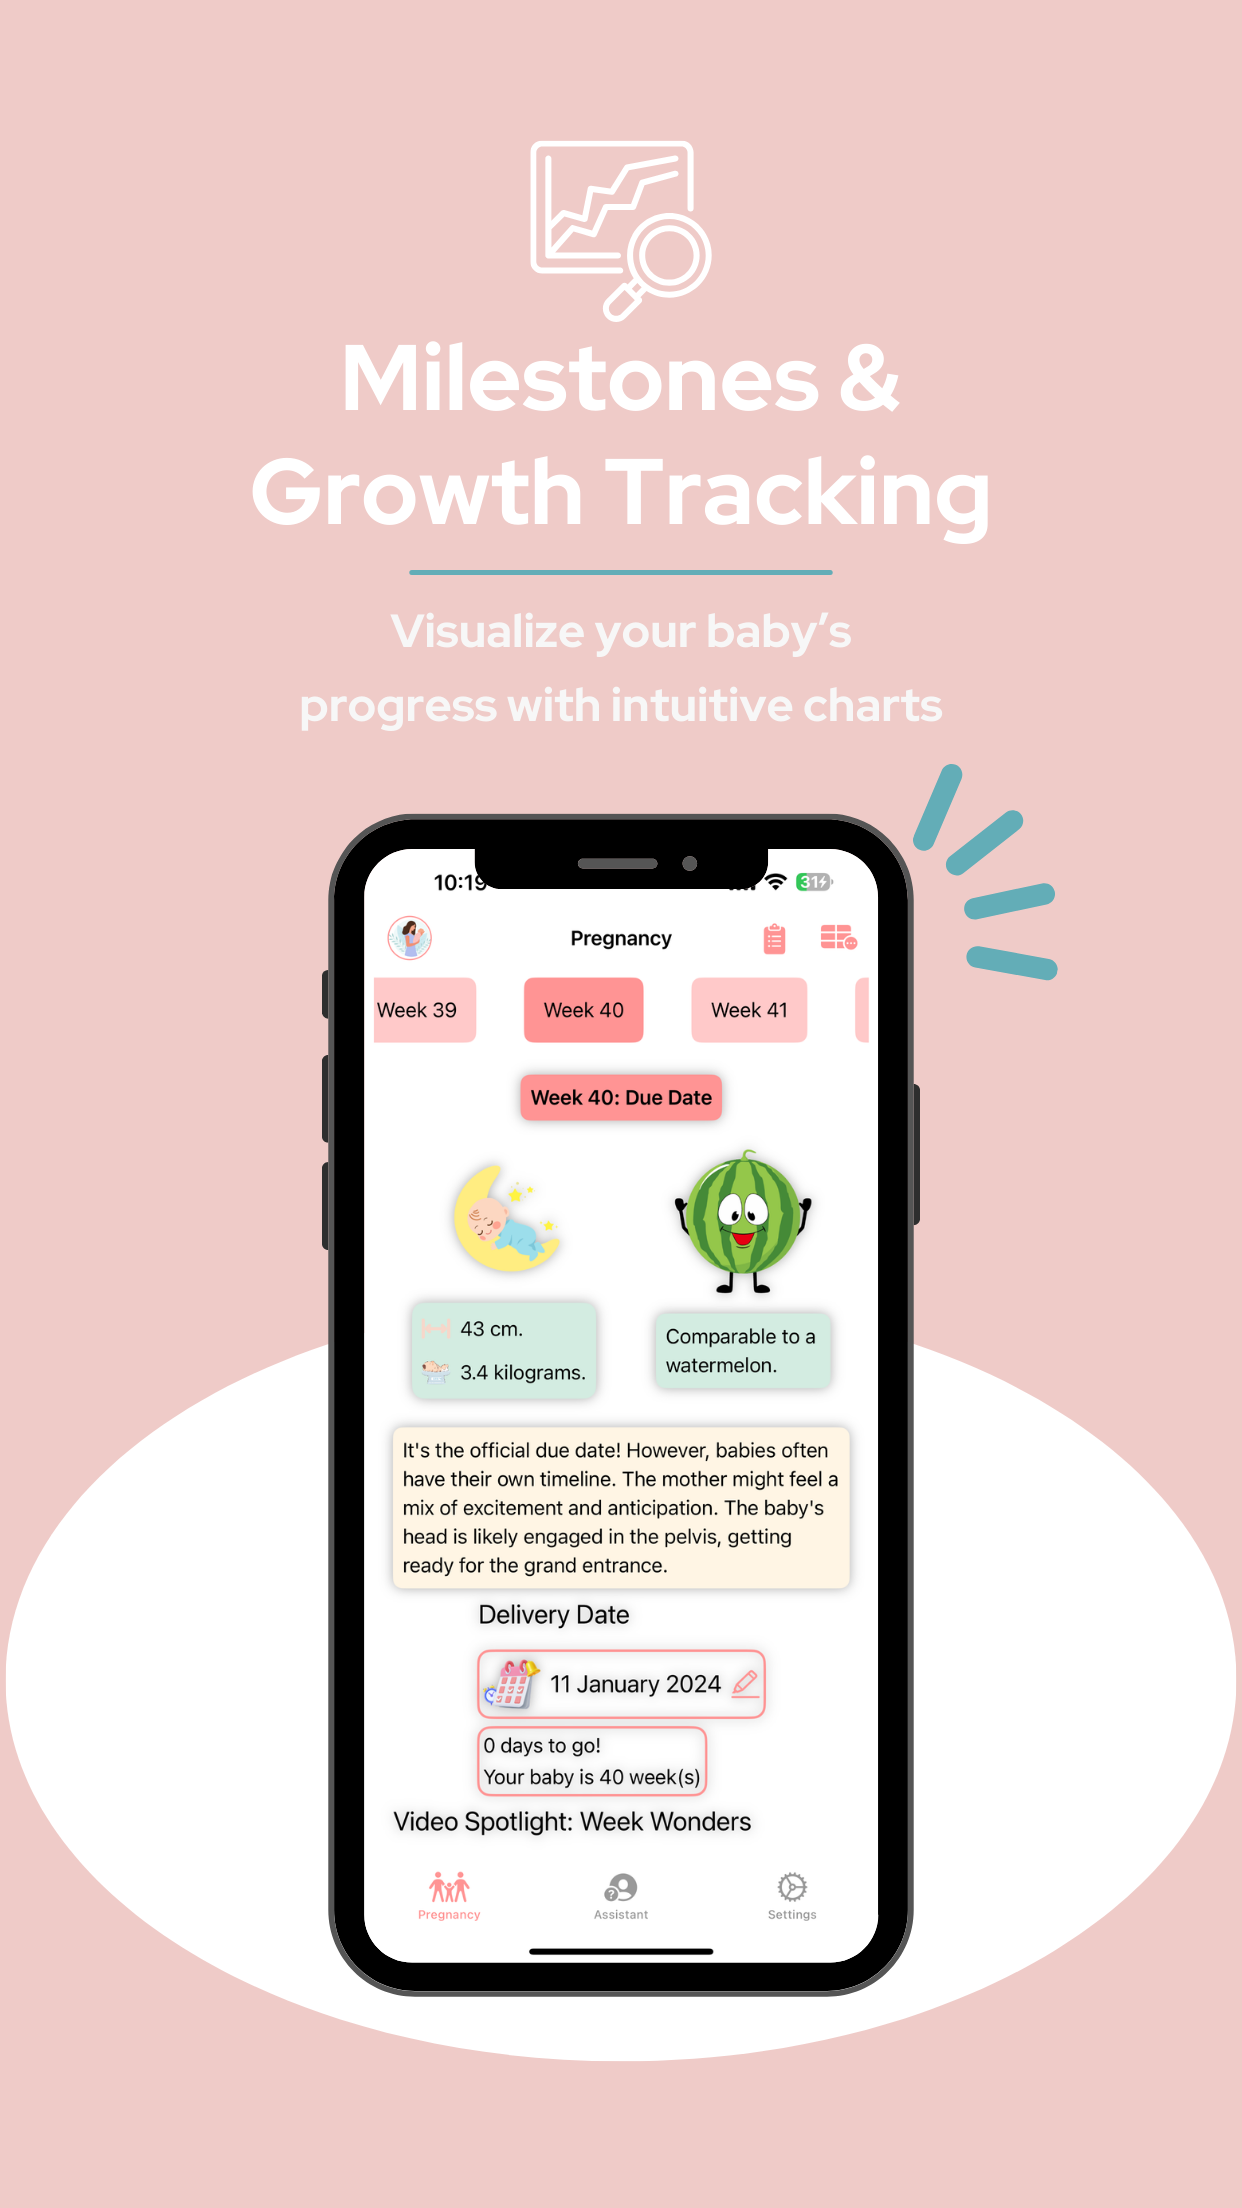 Milestones &
Growth Tracking
Visualize your baby’s
progress with intuitive charts
31
Pregnancy
Week 39
Week 40
Week 41
Week 40: Due Date
43 cm.
3.4 kilograms.
Comparable to a
watermelon.
It's the official due date! However, babies often
have their own timeline. The mother might feel a
mix of excitement and anticipation. The baby's
head is likely engaged in the pelvis, getting
ready for the grand entrance.
Delivery Date
11 January 2024
0 days to go!
Your baby is 40 week(s)
Video Spotlight: Week Wonders
Pregnancy
Assistant
Settings